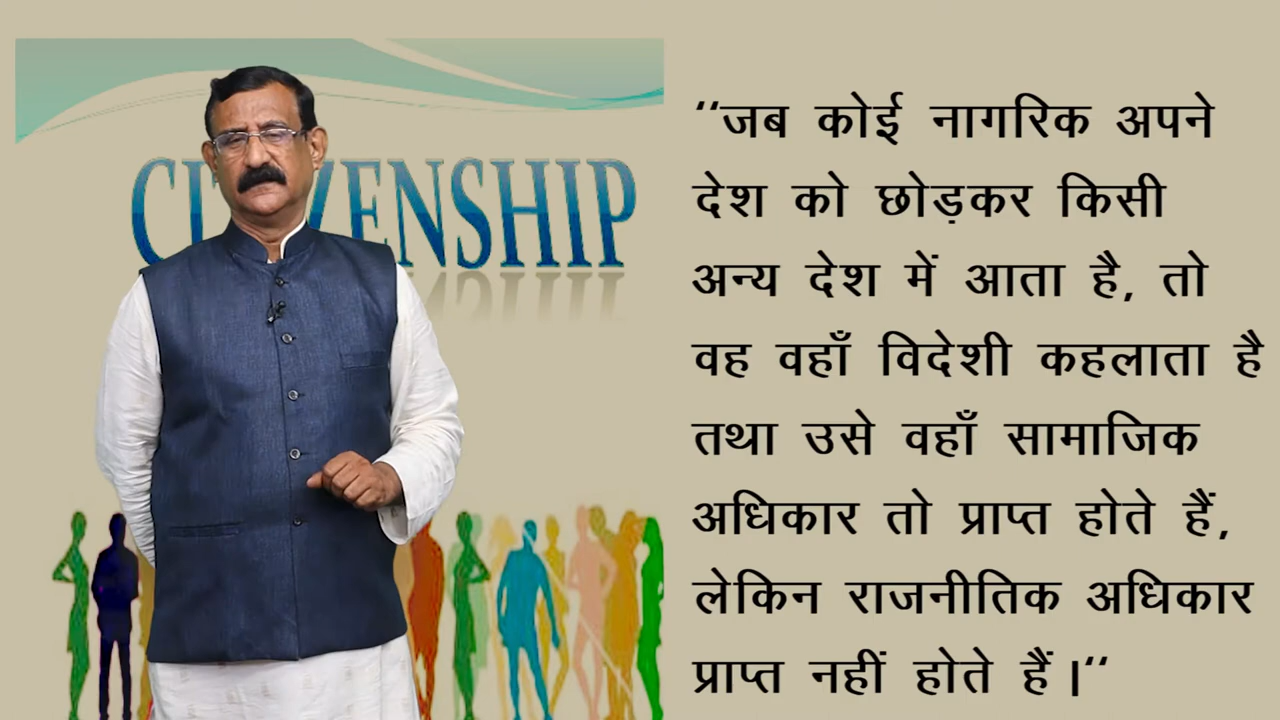 CITIZENSHIP
‘‘जब कोई नागरिक अपने
देश को छोड़कर किसी
अन्य देश में आता है, तो
वह वहाँ विदेशी कहलाता है
तथा उसे वहाँ सामाजिक
अधिकार तो प्राप्त होते हैं,
लेकिन राजनीतिक अधिकार
प्राप्त नहीं होते हैं।‘‘